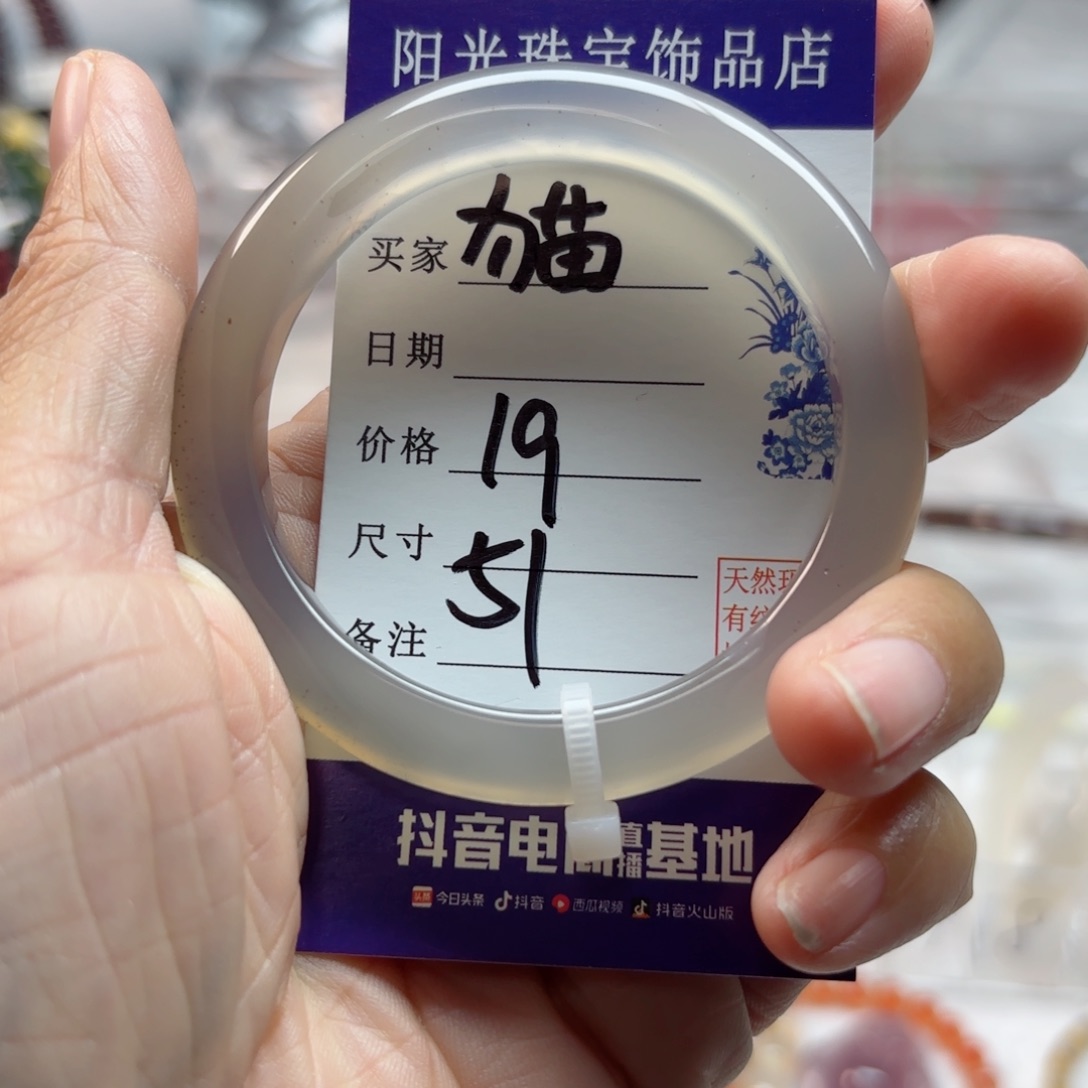 阳光珠宝饰品店
买家 猫
日期
价格 19
尺寸 51
备注
天然
有
抖音电商直播基地
头条 今日头条 抖音 西瓜视频 抖音火山版